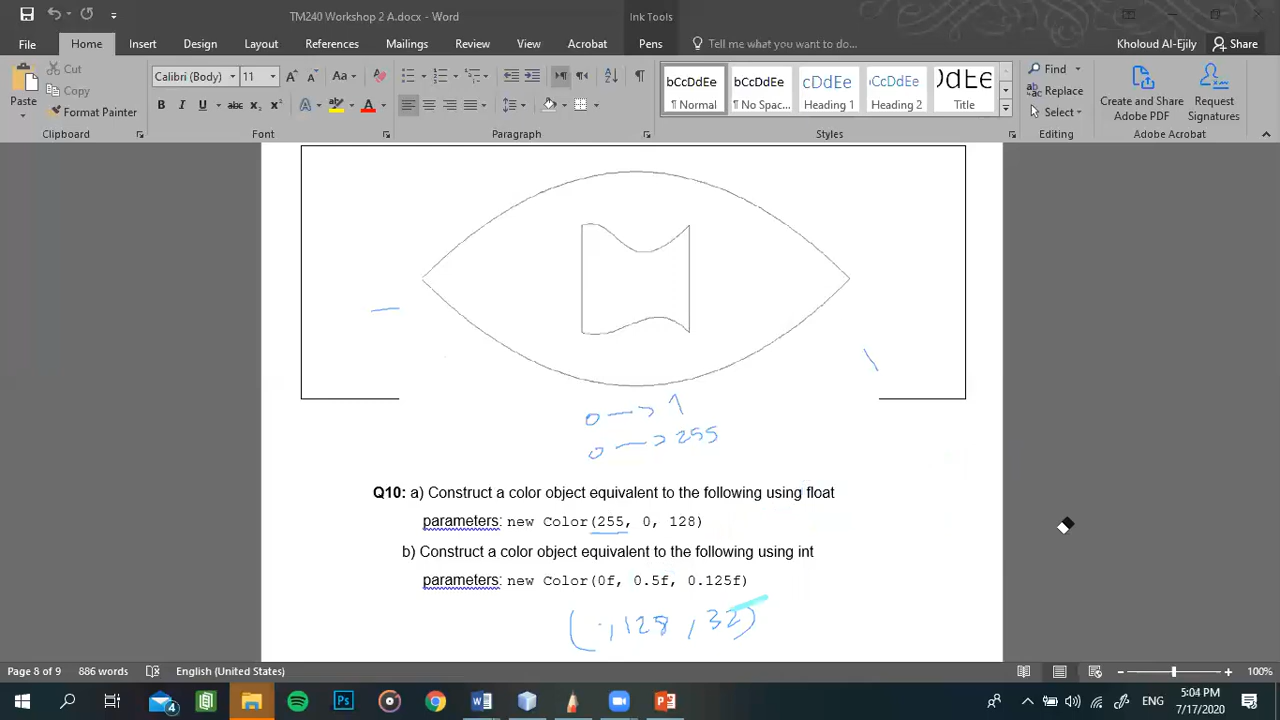 TM240 Workshop 2 A.docx - Word
Ink Tools
File Home Insert Design Layout References Mailings Review View Acrobat Pens Tell me what you want to do... Kholoud Al-Ejily Share
Paste
Cut
Copy
Format Painter
Clipboard
Calibri (Body) 11
Font
Paragraph
bCcDdEe bCcDdEe cDdEe cCcDdEe DdEe
¶ Normal ¶ No Spac... Heading 1 Heading 2 Title
Styles
Find
Replace
Select
Editing
Create and Share Adobe PDF
Request Signatures
Adobe Acrobat
0 -> 1
0 -> 255
Q10: a) Construct a color object equivalent to the following using float
parameters: new Color(255, 0, 128)
b) Construct a color object equivalent to the following using int
parameters: new Color(0f, 0.5f, 0.125f)
(·, 128, 32)
Page 8 of 9 886 words English (United States) 100%
4
ENG
5:04 PM
7/17/2020